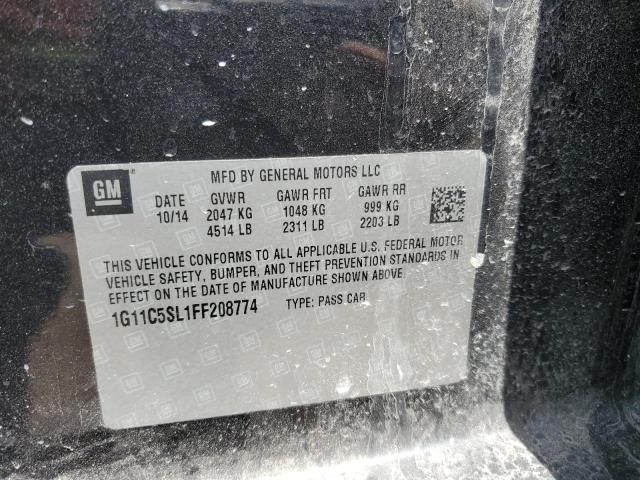 MFD BY GENERAL MOTORS LLC
GM
DATE GVWR GAWR FRT GAWR RR
10/14 2047 KG 1048 KG 999 KG
4514 LB 2311 LB 2203 LB
THIS VEHICLE CONFORMS TO ALL APPLICABLE U.S. FEDERAL MOTOR
VEHICLE SAFETY, BUMPER, AND THEFT PREVENTION STANDARDS IN
EFFECT ON THE DATE OF MANUFACTURE SHOWN ABOVE.
1G11C5SL1FF208774 TYPE: PASS CAR